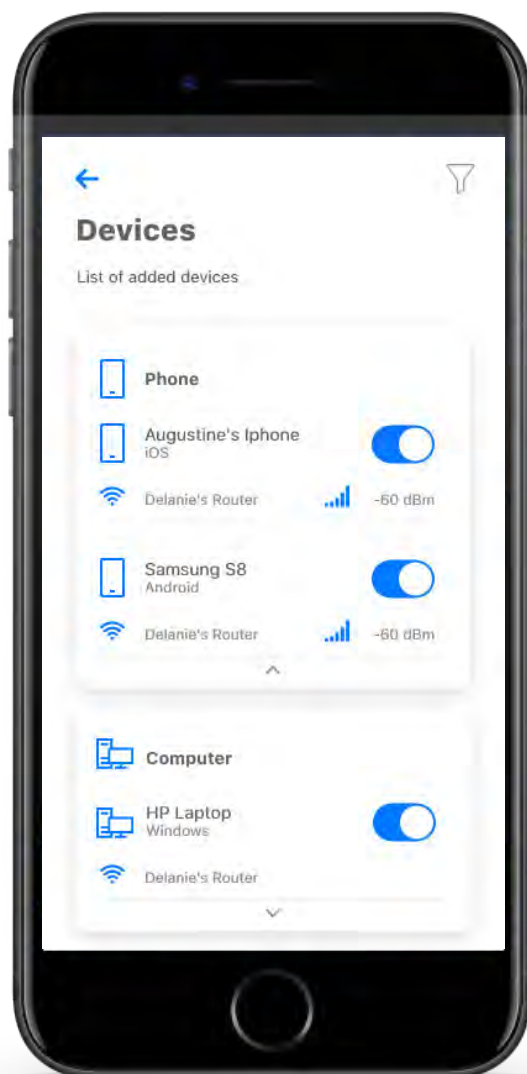 Devices
List of added devices
Phone
Augustine's Iphone
iOS
Delanie's Router -60 dBm
Samsung S8
Android
Delanie's Router -60 dBm
Computer
HP Laptop
Windows
Delanie's Router